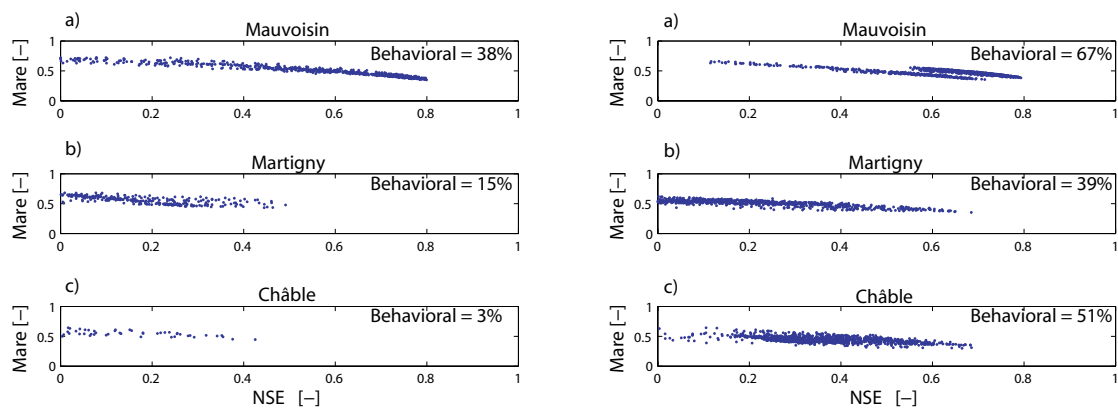 a)
Mauvoisin
Behavioral = 38%
Mare [–]
1
0.5
0
0 0.2 0.4 0.6 0.8 1
b)
Martigny
Behavioral = 15%
Mare [–]
1
0.5
0
0 0.2 0.4 0.6 0.8 1
c)
Châble
Behavioral = 3%
Mare [–]
1
0.5
0
0 0.2 0.4 0.6 0.8 1
NSE [–]
a)
Mauvoisin
Behavioral = 67%
Mare [–]
1
0.5
0
0 0.2 0.4 0.6 0.8 1
b)
Martigny
Behavioral = 39%
Mare [–]
1
0.5
0
0 0.2 0.4 0.6 0.8 1
c)
Châble
Behavioral = 51%
Mare [–]
1
0.5
0
0 0.2 0.4 0.6 0.8 1
NSE [–]